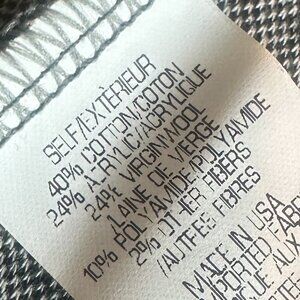 SELF/EXTÉRIEUR
40% COTTON/COTON
24% ACRYLIC/ACRYLIQUE
24% VIRGIN WOOL
LAINE DE VIERGE
10% POLYAMIDE/POLYAMIDE
2% OTHER FIBERS
/AUTRES FIBRES
MADE IN USA